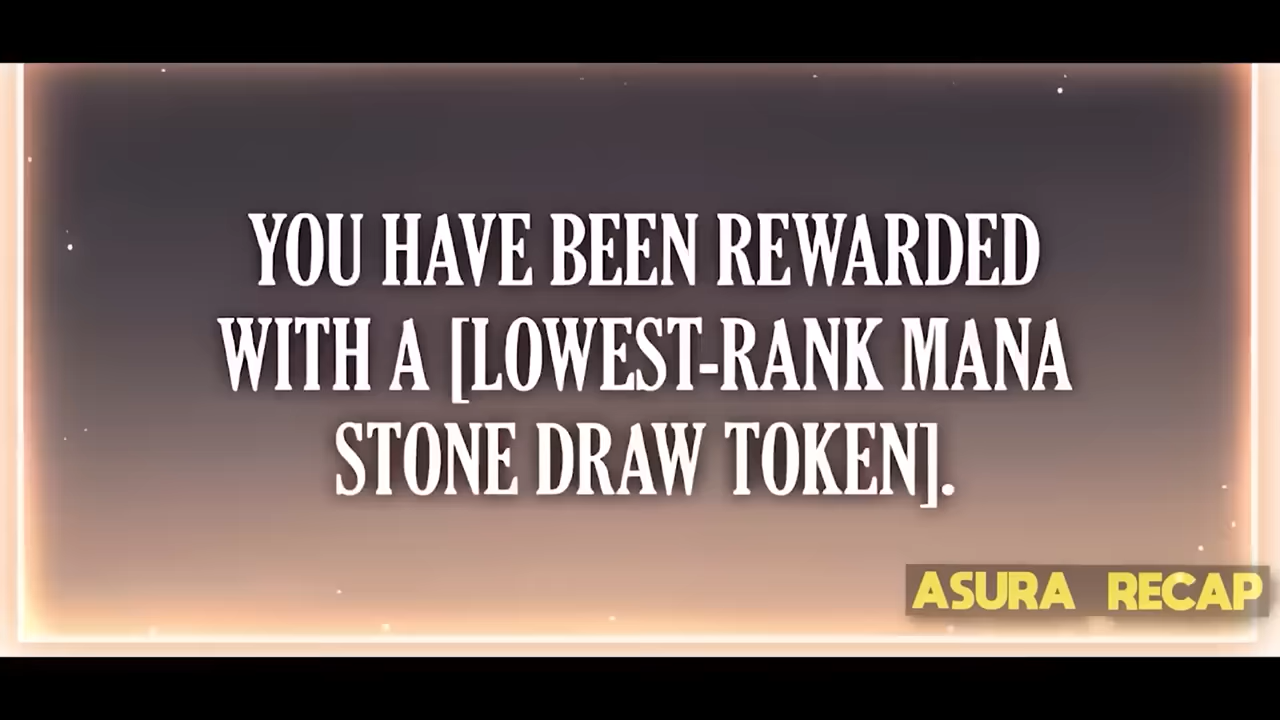 YOU HAVE BEEN REWARDED
WITH A [LOWEST-RANK MANA
STONE DRAW TOKEN].
ASURA RECAP